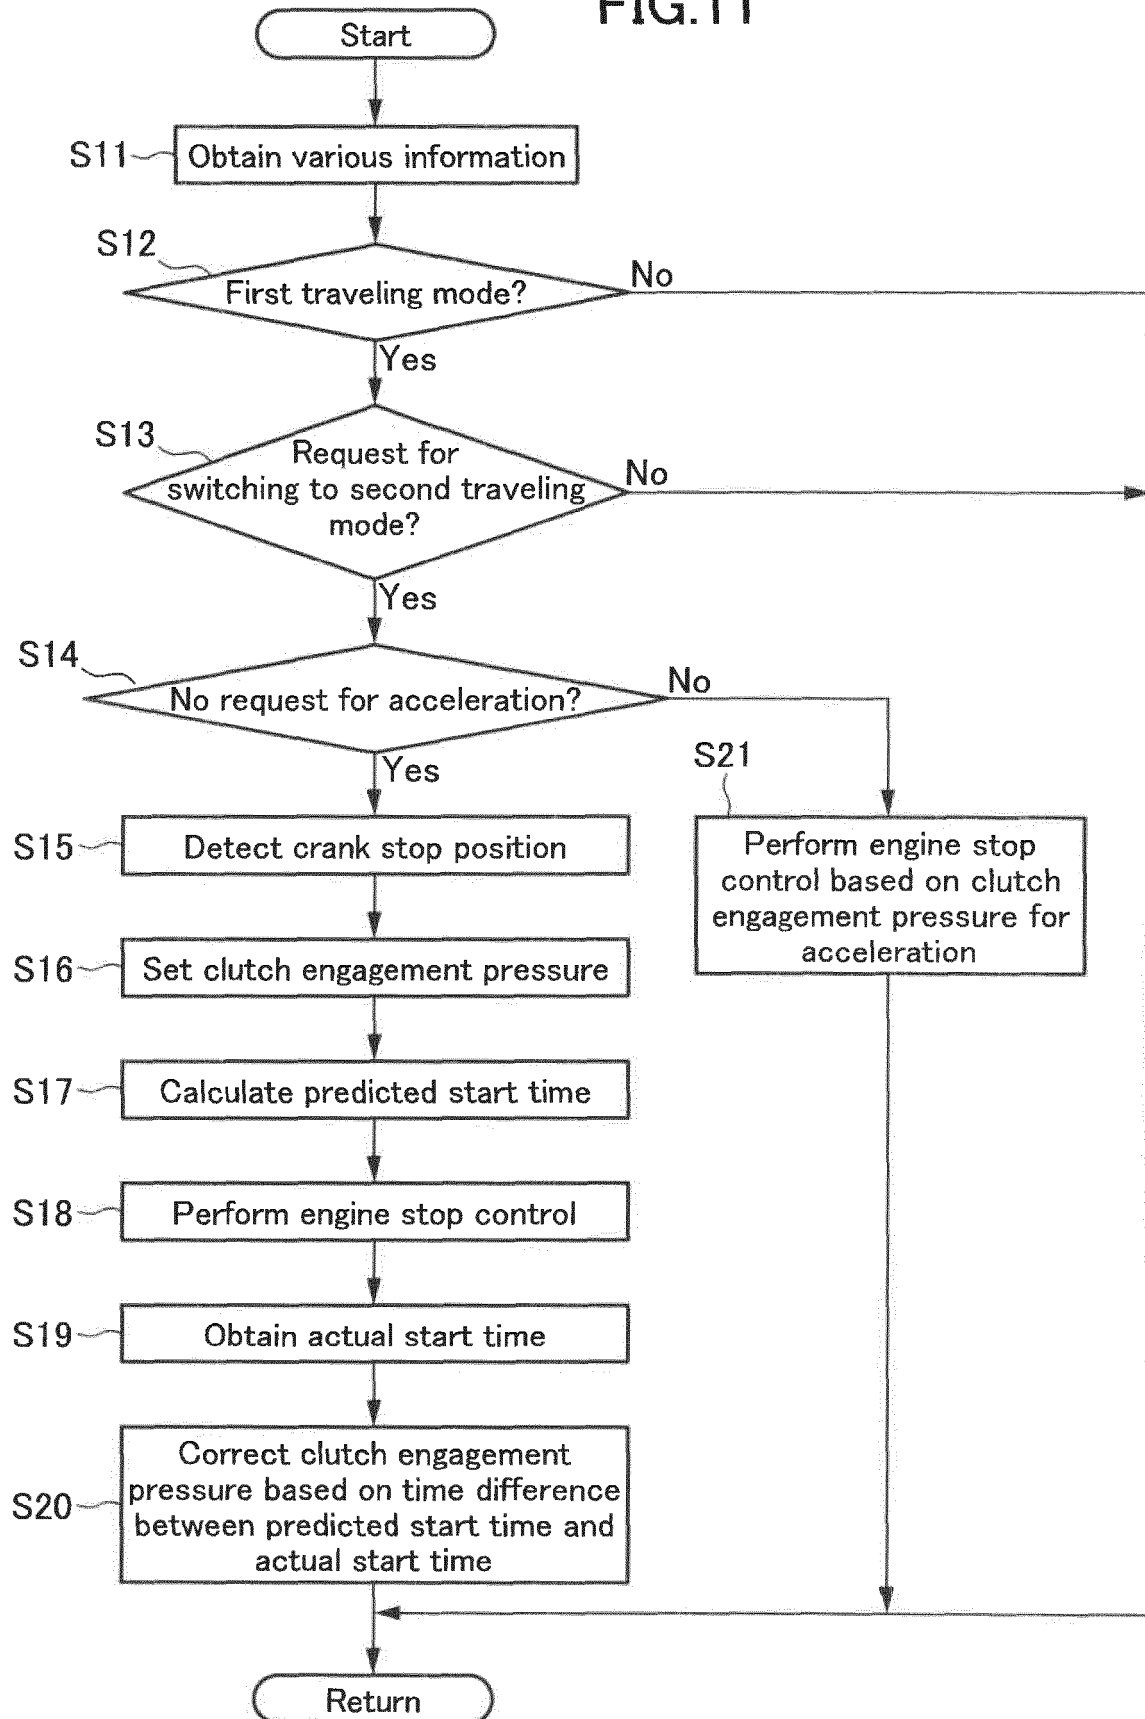 FIG.11
Start
S11
Obtain various information
S12
First traveling mode?
No
Yes
S13
Request for
switching to second traveling
mode?
No
Yes
S14
No request for acceleration?
No
Yes
S21
Perform engine stop
control based on clutch
engagement pressure for
acceleration
S15
Detect crank stop position
S16
Set clutch engagement pressure
S17
Calculate predicted start time
S18
Perform engine stop control
S19
Obtain actual start time
S20
Correct clutch engagement
pressure based on time difference
between predicted start time and
actual start time
Return